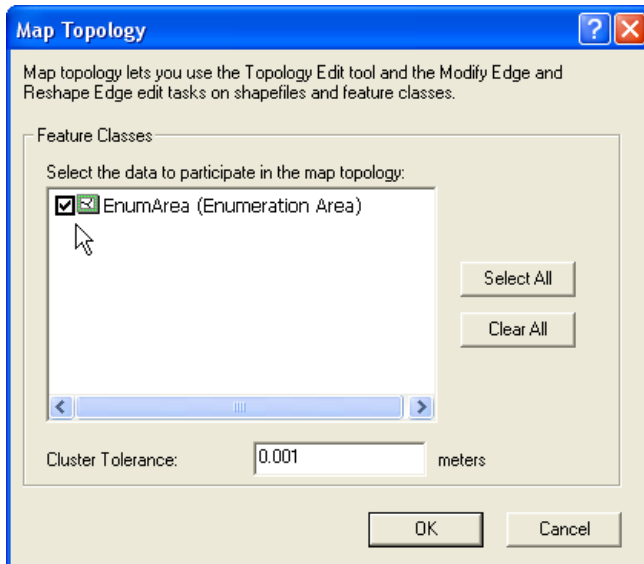 Map Topology
Map topology lets you use the Topology Edit tool and the Modify Edge and
Reshape Edge edit tasks on shapefiles and feature classes.
Feature Classes
Select the data to participate in the map topology:
EnumArea (Enumeration Area)
Select All
Clear All
Cluster Tolerance: 0.001 meters
OK Cancel